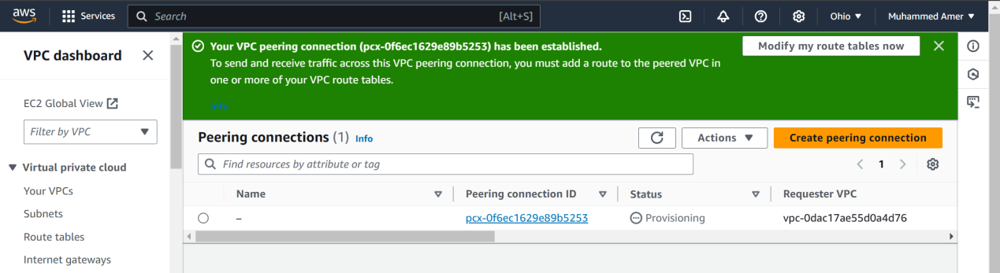 aws Services Search [Alt+S] Ohio Muhammed Amer
VPC dashboard
EC2 Global View
Filter by VPC
Virtual private cloud
Your VPCs
Subnets
Route tables
Internet gateways
Your VPC peering connection (pcx-0f6ec1629e89b5253) has been established.
To send and receive traffic across this VPC peering connection, you must add a route to the peered VPC in
one or more of your VPC route tables.
Info
Modify my route tables now
Peering connections (1) Info
Actions
Create peering connection
Find resources by attribute or tag
1
Name Peering connection ID Status Requester VPC
– pcx-0f6ec1629e89b5253 Provisioning vpc-0dac17ae55d0a4d76